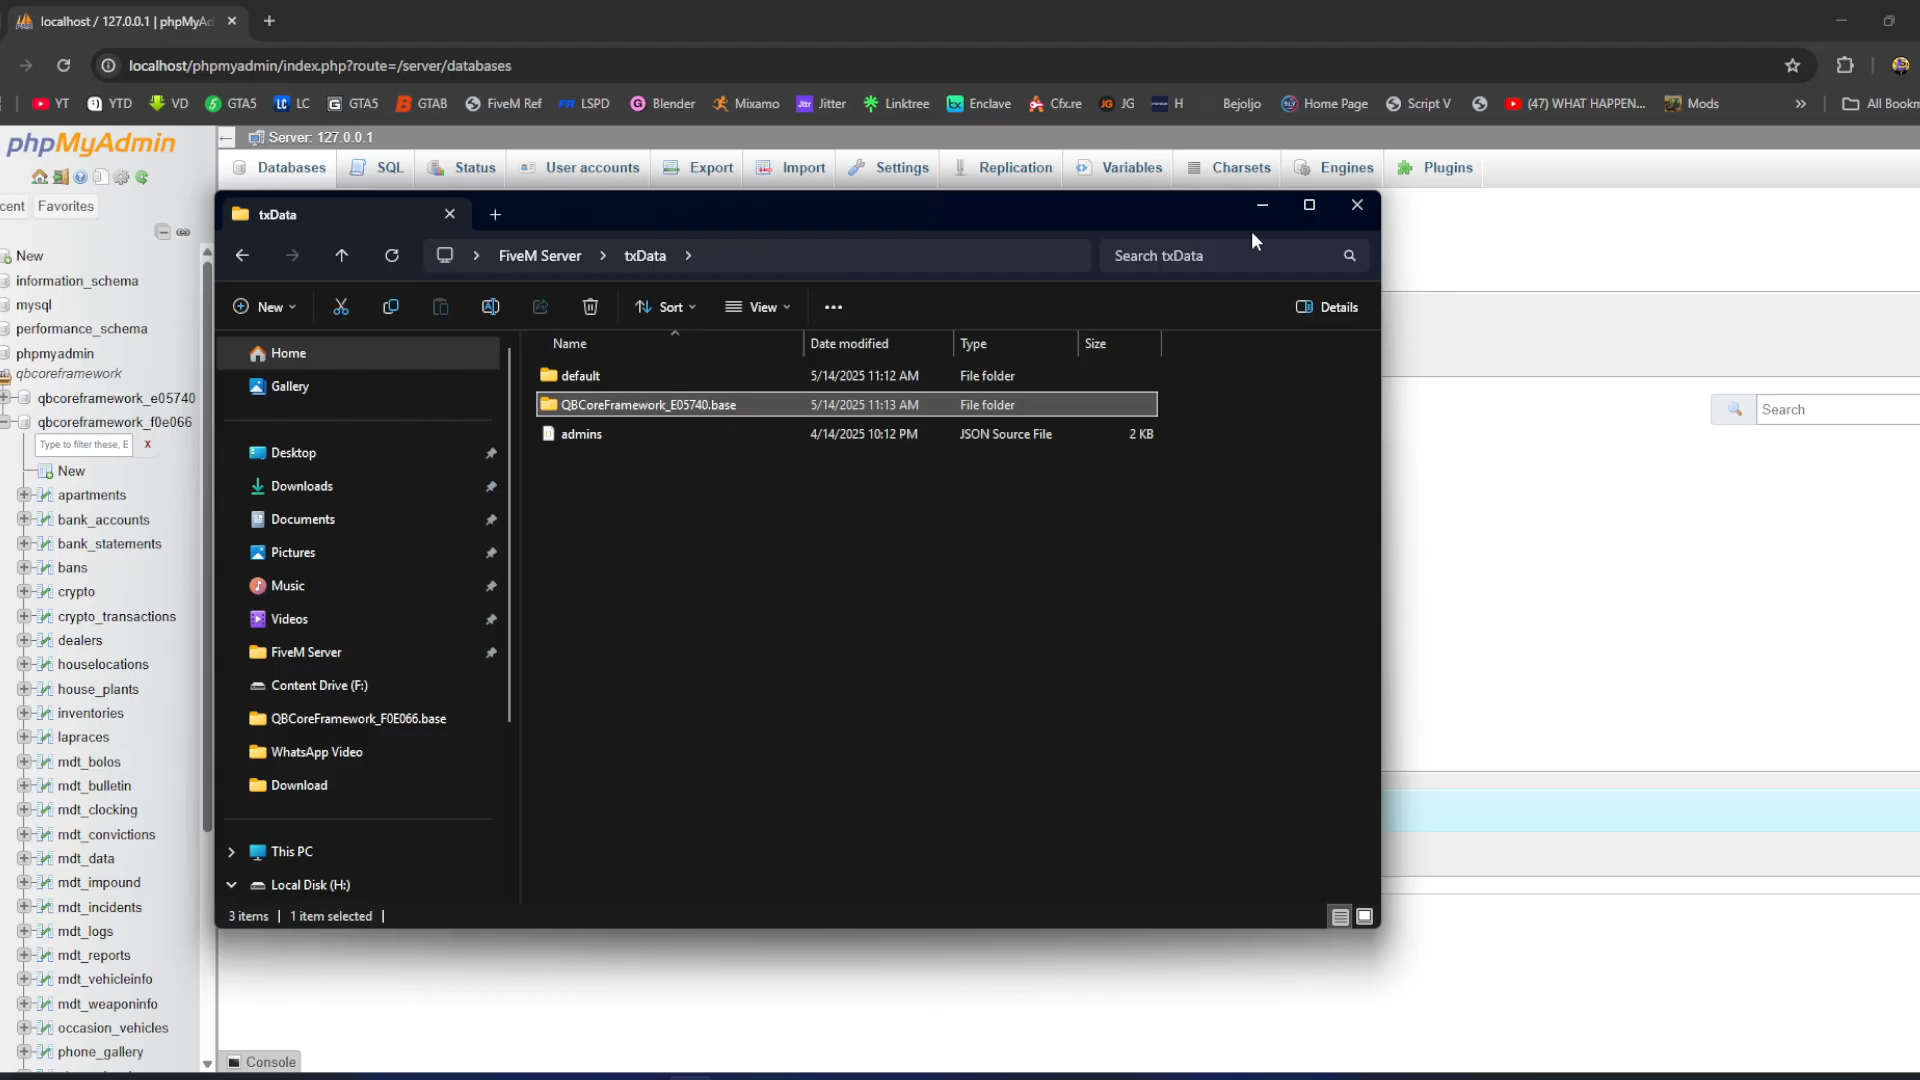 localhost / 127.0.0.1 | phpMyAd
localhost/phpmyadmin/index.php?route=/server/databases
YT YTD VD GTA5 LC GTA5 GTAB FiveM Ref LSPD Blender Mixamo Jitter Linktree Enclave Cfx.re JG H Bejoljo Home Page Script V (47) WHAT HAPPEN... Mods » All Bookm
phpMyAdmin
Server: 127.0.0.1
Databases SQL Status User accounts Export Import Settings Replication Variables Charsets Engines Plugins
cent Favorites
New
information_schema
mysql
performance_schema
phpmyadmin
qbcoreframework
qbcoreframework_e05740
qbcoreframework_f0e066
Type to filter these, E X
New
apartments
bank_accounts
bank_statements
bans
crypto
crypto_transactions
dealers
houselocations
house_plants
inventories
lapraces
mdt_bolos
mdt_bulletin
mdt_clocking
mdt_convictions
mdt_data
mdt_impound
mdt_incidents
mdt_logs
mdt_reports
mdt_vehicleinfo
mdt_weaponinfo
occasion_vehicles
phone_gallery
txData
FiveM Server > txData >
Search txData
New Sort View ... Details
Home
Gallery
Desktop
Downloads
Documents
Pictures
Music
Videos
FiveM Server
Content Drive (F:)
QBCoreFramework_F0E066.base
WhatsApp Video
Download
This PC
Local Disk (H:)
Name Date modified Type Size
default 5/14/2025 11:12 AM File folder
QBCoreFramework_E05740.base 5/14/2025 11:13 AM File folder
admins 4/14/2025 10:12 PM JSON Source File 2 KB
3 items | 1 item selected |
Search
Console